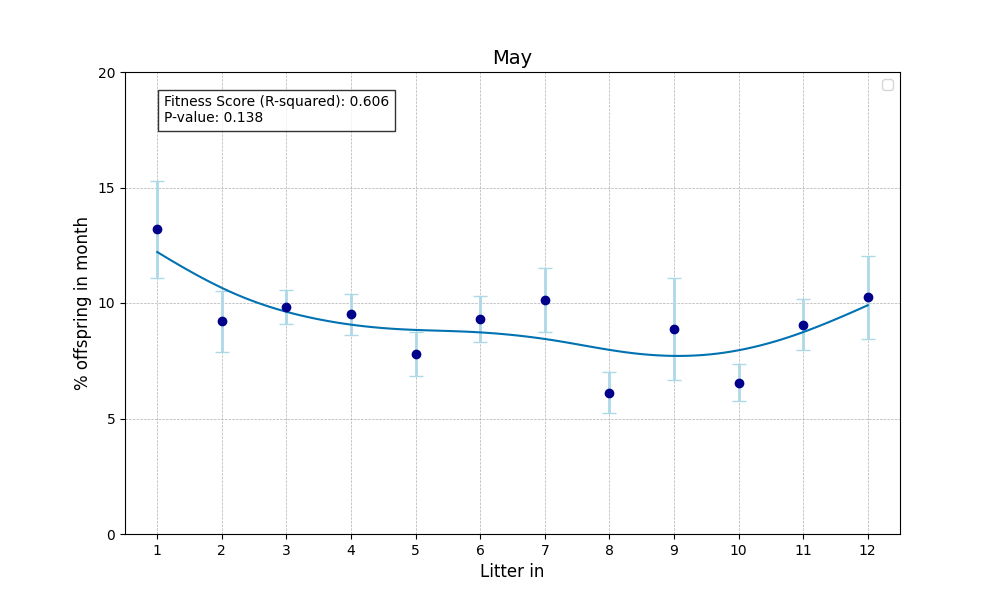 May
Fitness Score (R-squared): 0.606
P-value: 0.138
% offspring in month
20
15
10
5
0
1 2 3 4 5 6 7 8 9 10 11 12
Litter in